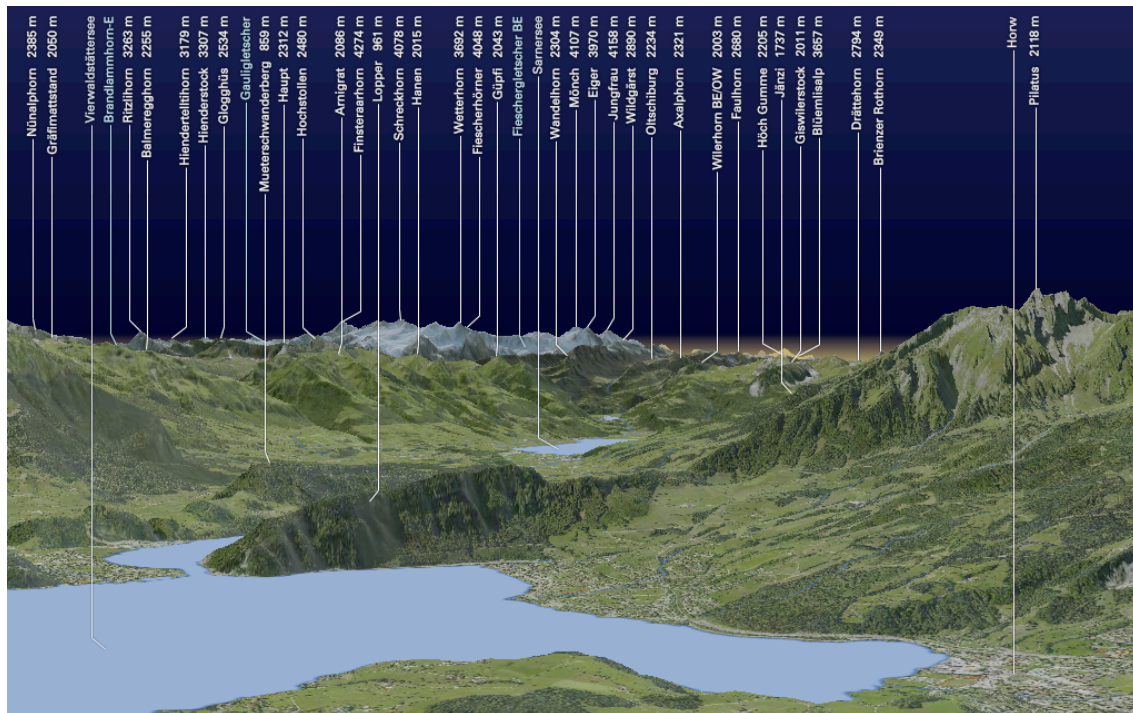 Nünalphorn 2385 m
Gräfimattstand 2050 m
Vierwaldstättersee
Brandlammhorn-E
Ritzlihorn 3263 m
Balmeregghorn 2255 m
Hiendertelltihorn 3179 m
Hienderstock 3307 m
Glogghüs 2534 m
Gauligletscher
Mueterschwanderberg 859 m
Haupt 2312 m
Hochstollen 2480 m
Arnigrat 2086 m
Finsteraarhorn 4274 m
Lopper 961 m
Schreckhorn 4078 m
Hanen 2015 m
Wetterhorn 3692 m
Fiescherhörner 4048 m
Güpfi 2043 m
Fieschergletscher BE
Sarnersee
Wandelhorn 2304 m
Mönch 4107 m
Eiger 3970 m
Jungfrau 4158 m
Wildgärst 2890 m
Oltschiburg 2234 m
Axalphorn 2321 m
Wilerhorn BE/OW 2003 m
Faulhorn 2680 m
Höch Gumme 2205 m
Jänzi 1737 m
Giswilerstock 2011 m
Blüemlisalp 3657 m
Drättehorn 2794 m
Brienzer Rothorn 2349 m
Horw
Pilatus 2118 m